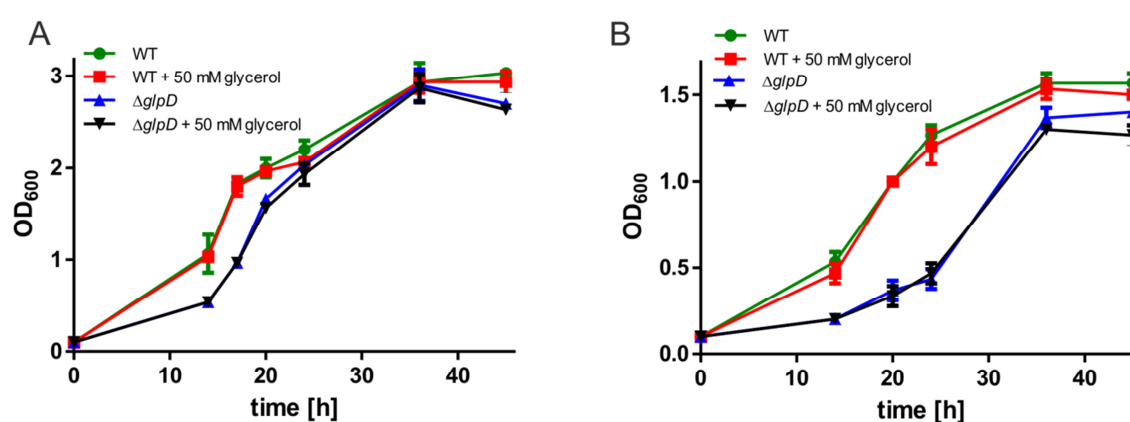 A
WT
WT + 50 mM glycerol
ΔglpD
ΔglpD + 50 mM glycerol
3
2
1
0
OD600
0 10 20 30 40
time [h]
B
WT
WT + 50 mM glycerol
ΔglpD
ΔglpD + 50 mM glycerol
1.5
1.0
0.5
0.0
OD600
0 10 20 30 40
time [h]